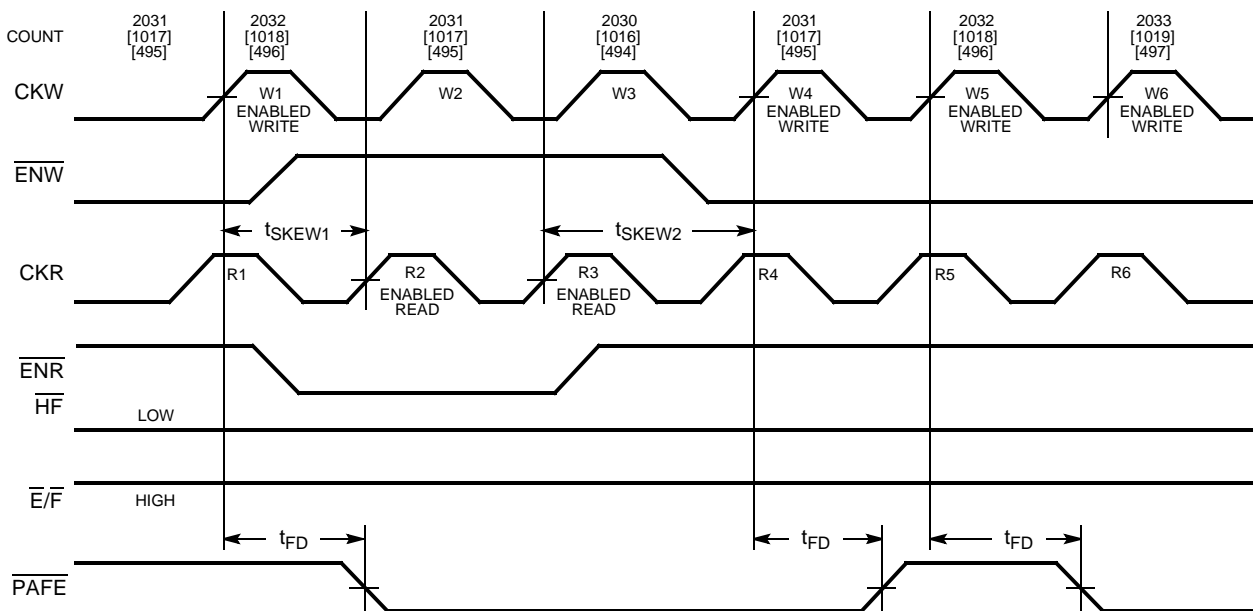 COUNT
2031 2032 2031 2030 2031 2032 2033
[1017] [1018] [1017] [1016] [1017] [1018] [1019]
[495] [496] [495] [494] [495] [496] [497]
CKW
W1 W2 W3 W4 W5 W6
ENABLED ENABLED ENABLED ENABLED
WRITE WRITE WRITE WRITE
ENW
tSKEW1 tSKEW2
CKR
R1 R2 R3 R4 R5 R6
ENABLED ENABLED
READ READ
ENR
HF
LOW
E/F
HIGH
tFD tFD tFD
PAFE